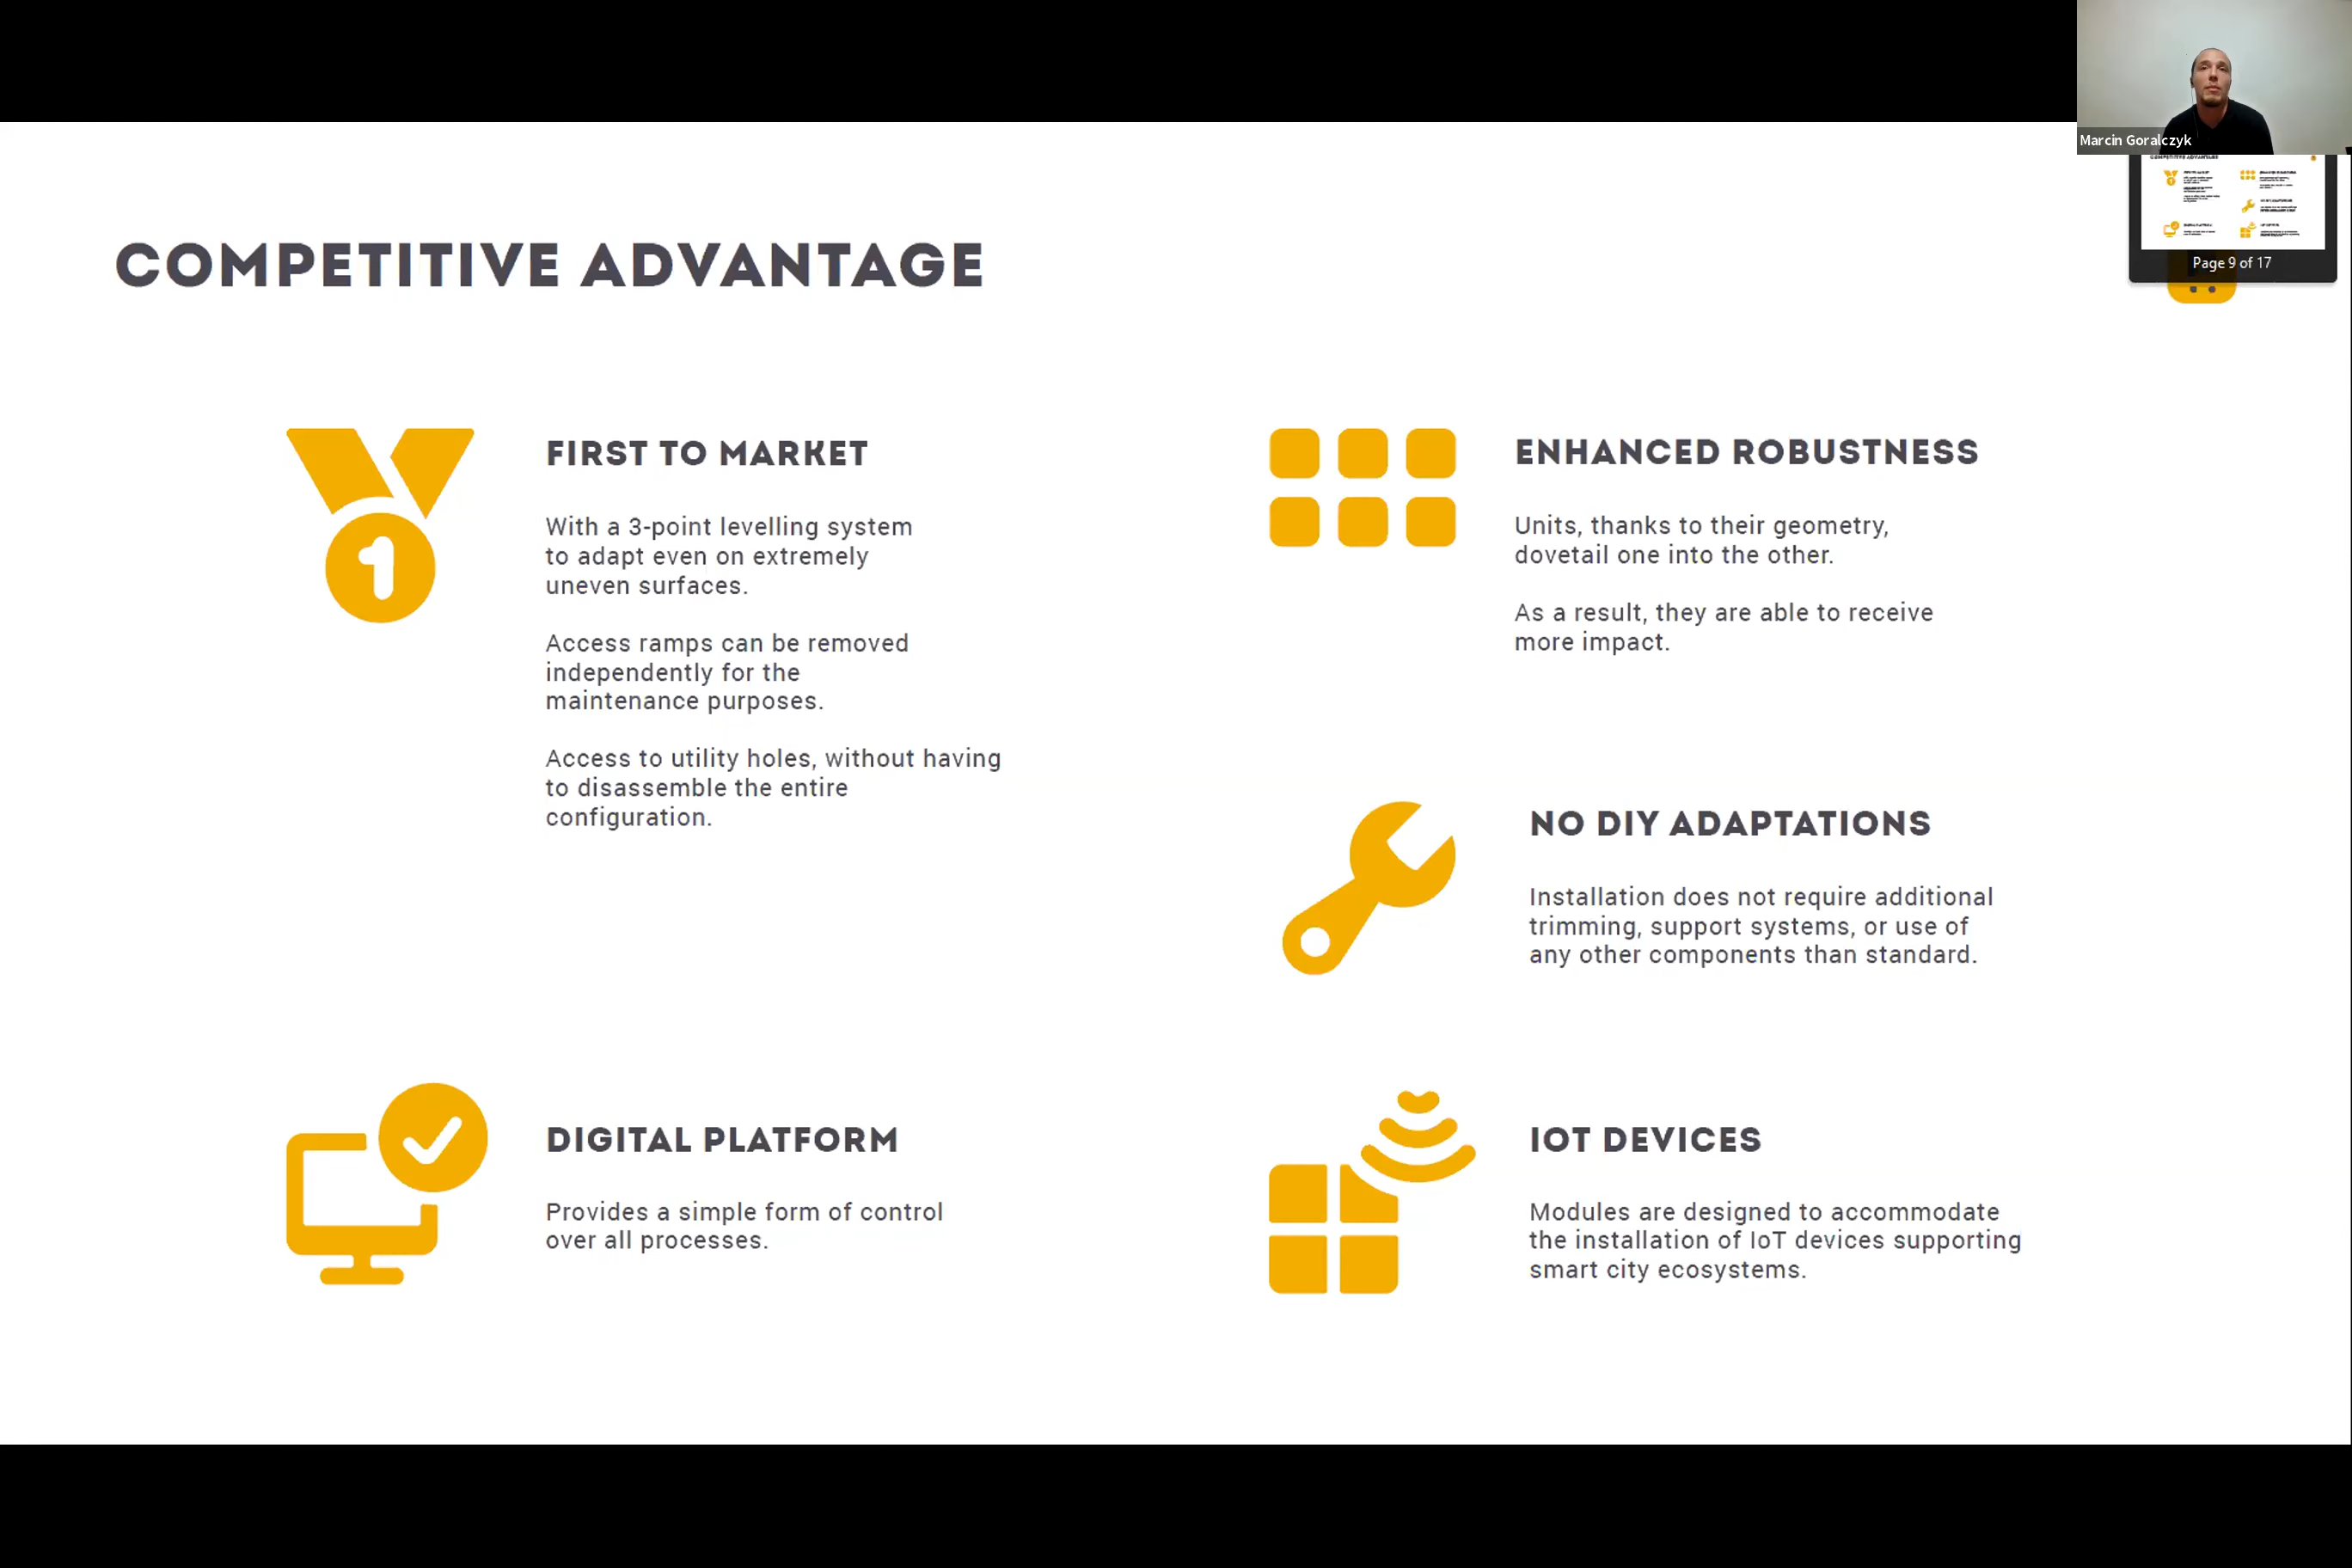 Marcin Goralczyk
COMPETITIVE ADVANTAGE
Page 9 of 17
COMPETITIVE ADVANTAGE
1
FIRST TO MARKET
With a 3-point levelling system
to adapt even on extremely
uneven surfaces.
Access ramps can be removed
independently for the
maintenance purposes.
Access to utility holes, without having
to disassemble the entire
configuration.
ENHANCED ROBUSTNESS
Units, thanks to their geometry,
dovetail one into the other.
As a result, they are able to receive
more impact.
NO DIY ADAPTATIONS
Installation does not require additional
trimming, support systems, or use of
any other components than standard.
DIGITAL PLATFORM
Provides a simple form of control
over all processes.
IOT DEVICES
Modules are designed to accommodate
the installation of IoT devices supporting
smart city ecosystems.